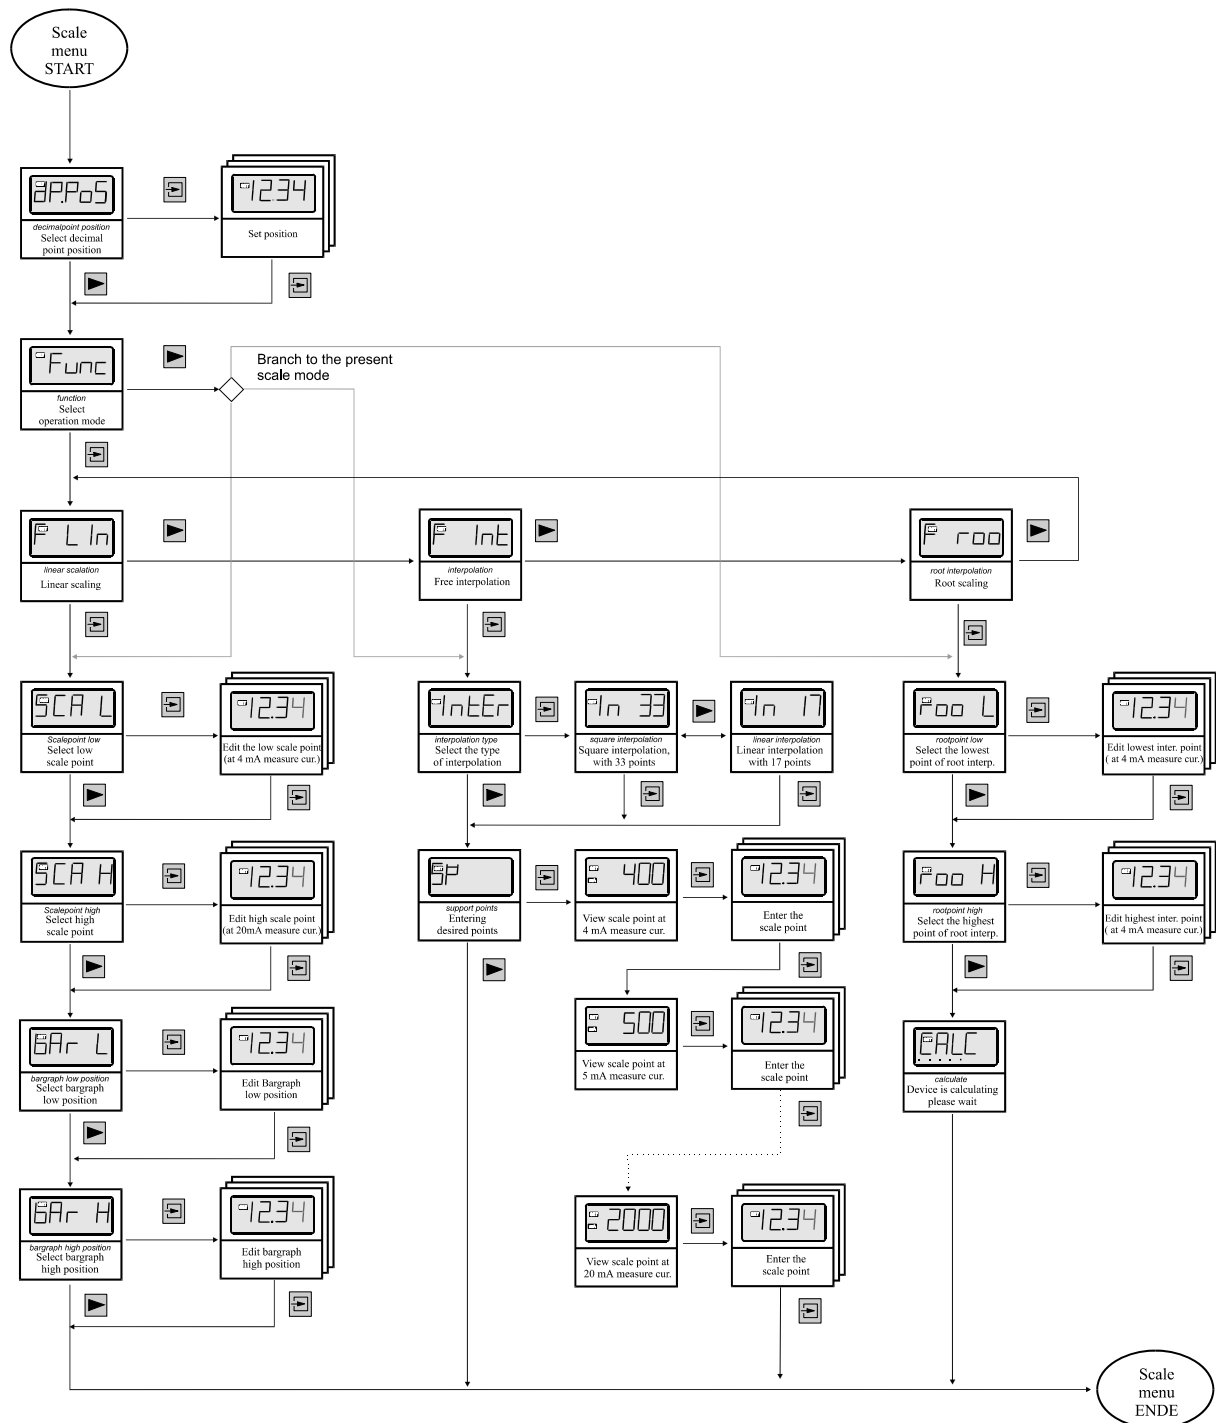 Scale
menu
START
dP.PoS
decimalpoint position
Select decimal
point position
12.34
Set position
Func
function
Select
operation mode
Branch to the present
scale mode
F LIn
linear scalation
Linear scaling
F Int
interpolation
Free interpolation
F roo
root interpolation
Root scaling
SCA L
Scalepoint low
Select low
scale point
12.34
Edit the low scale point
(at 4 mA measure cur.)
IntEr
interpolation type
Select the type
of interpolation
In 33
square interpolation
Square interpolation,
with 33 points
In 17
linear interpolation
Linear interpolation
with 17 points
roo L
rootpoint low
Select the lowest
point of root interp.
12.34
Edit lowest inter. point
( at 4 mA measure cur.)
SCA H
Scalepoint high
Select high
scale point
12.34
Edit high scale point
(at 20mA measure cur.)
SP
support points
Entering
desired points
400
View scale point at
4 mA measure cur.
12.34
Enter the
scale point
roo H
rootpoint high
Select the highest
point of root interp.
12.34
Edit highest inter. point
( at 4 mA measure cur.)
bAr L
bargraph low position
Select bargraph
low position
12.34
Edit Bargraph
low position
500
View scale point at
5 mA measure cur.
12.34
Enter the
scale point
CALC
calculate
Device is calculating
please wait
bAr H
bargraph high position
Select bargraph
high position
12.34
Edit bargraph
high position
2000
View scale point at
20 mA measure cur.
12.34
Enter the
scale point
Scale
menu
ENDE